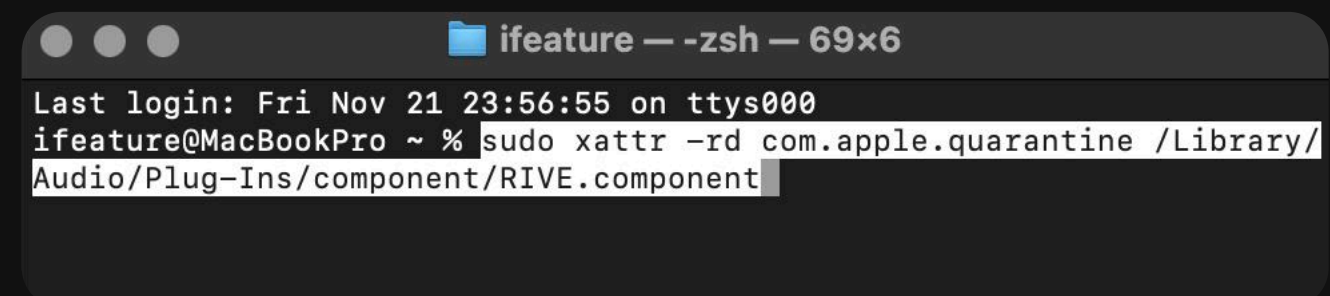 ifeature — -zsh — 69×6
Last login: Fri Nov 21 23:56:55 on ttys000
ifeature@MacBookPro ~ % sudo xattr –rd com.apple.quarantine /Library/
Audio/Plug–Ins/component/RIVE.component